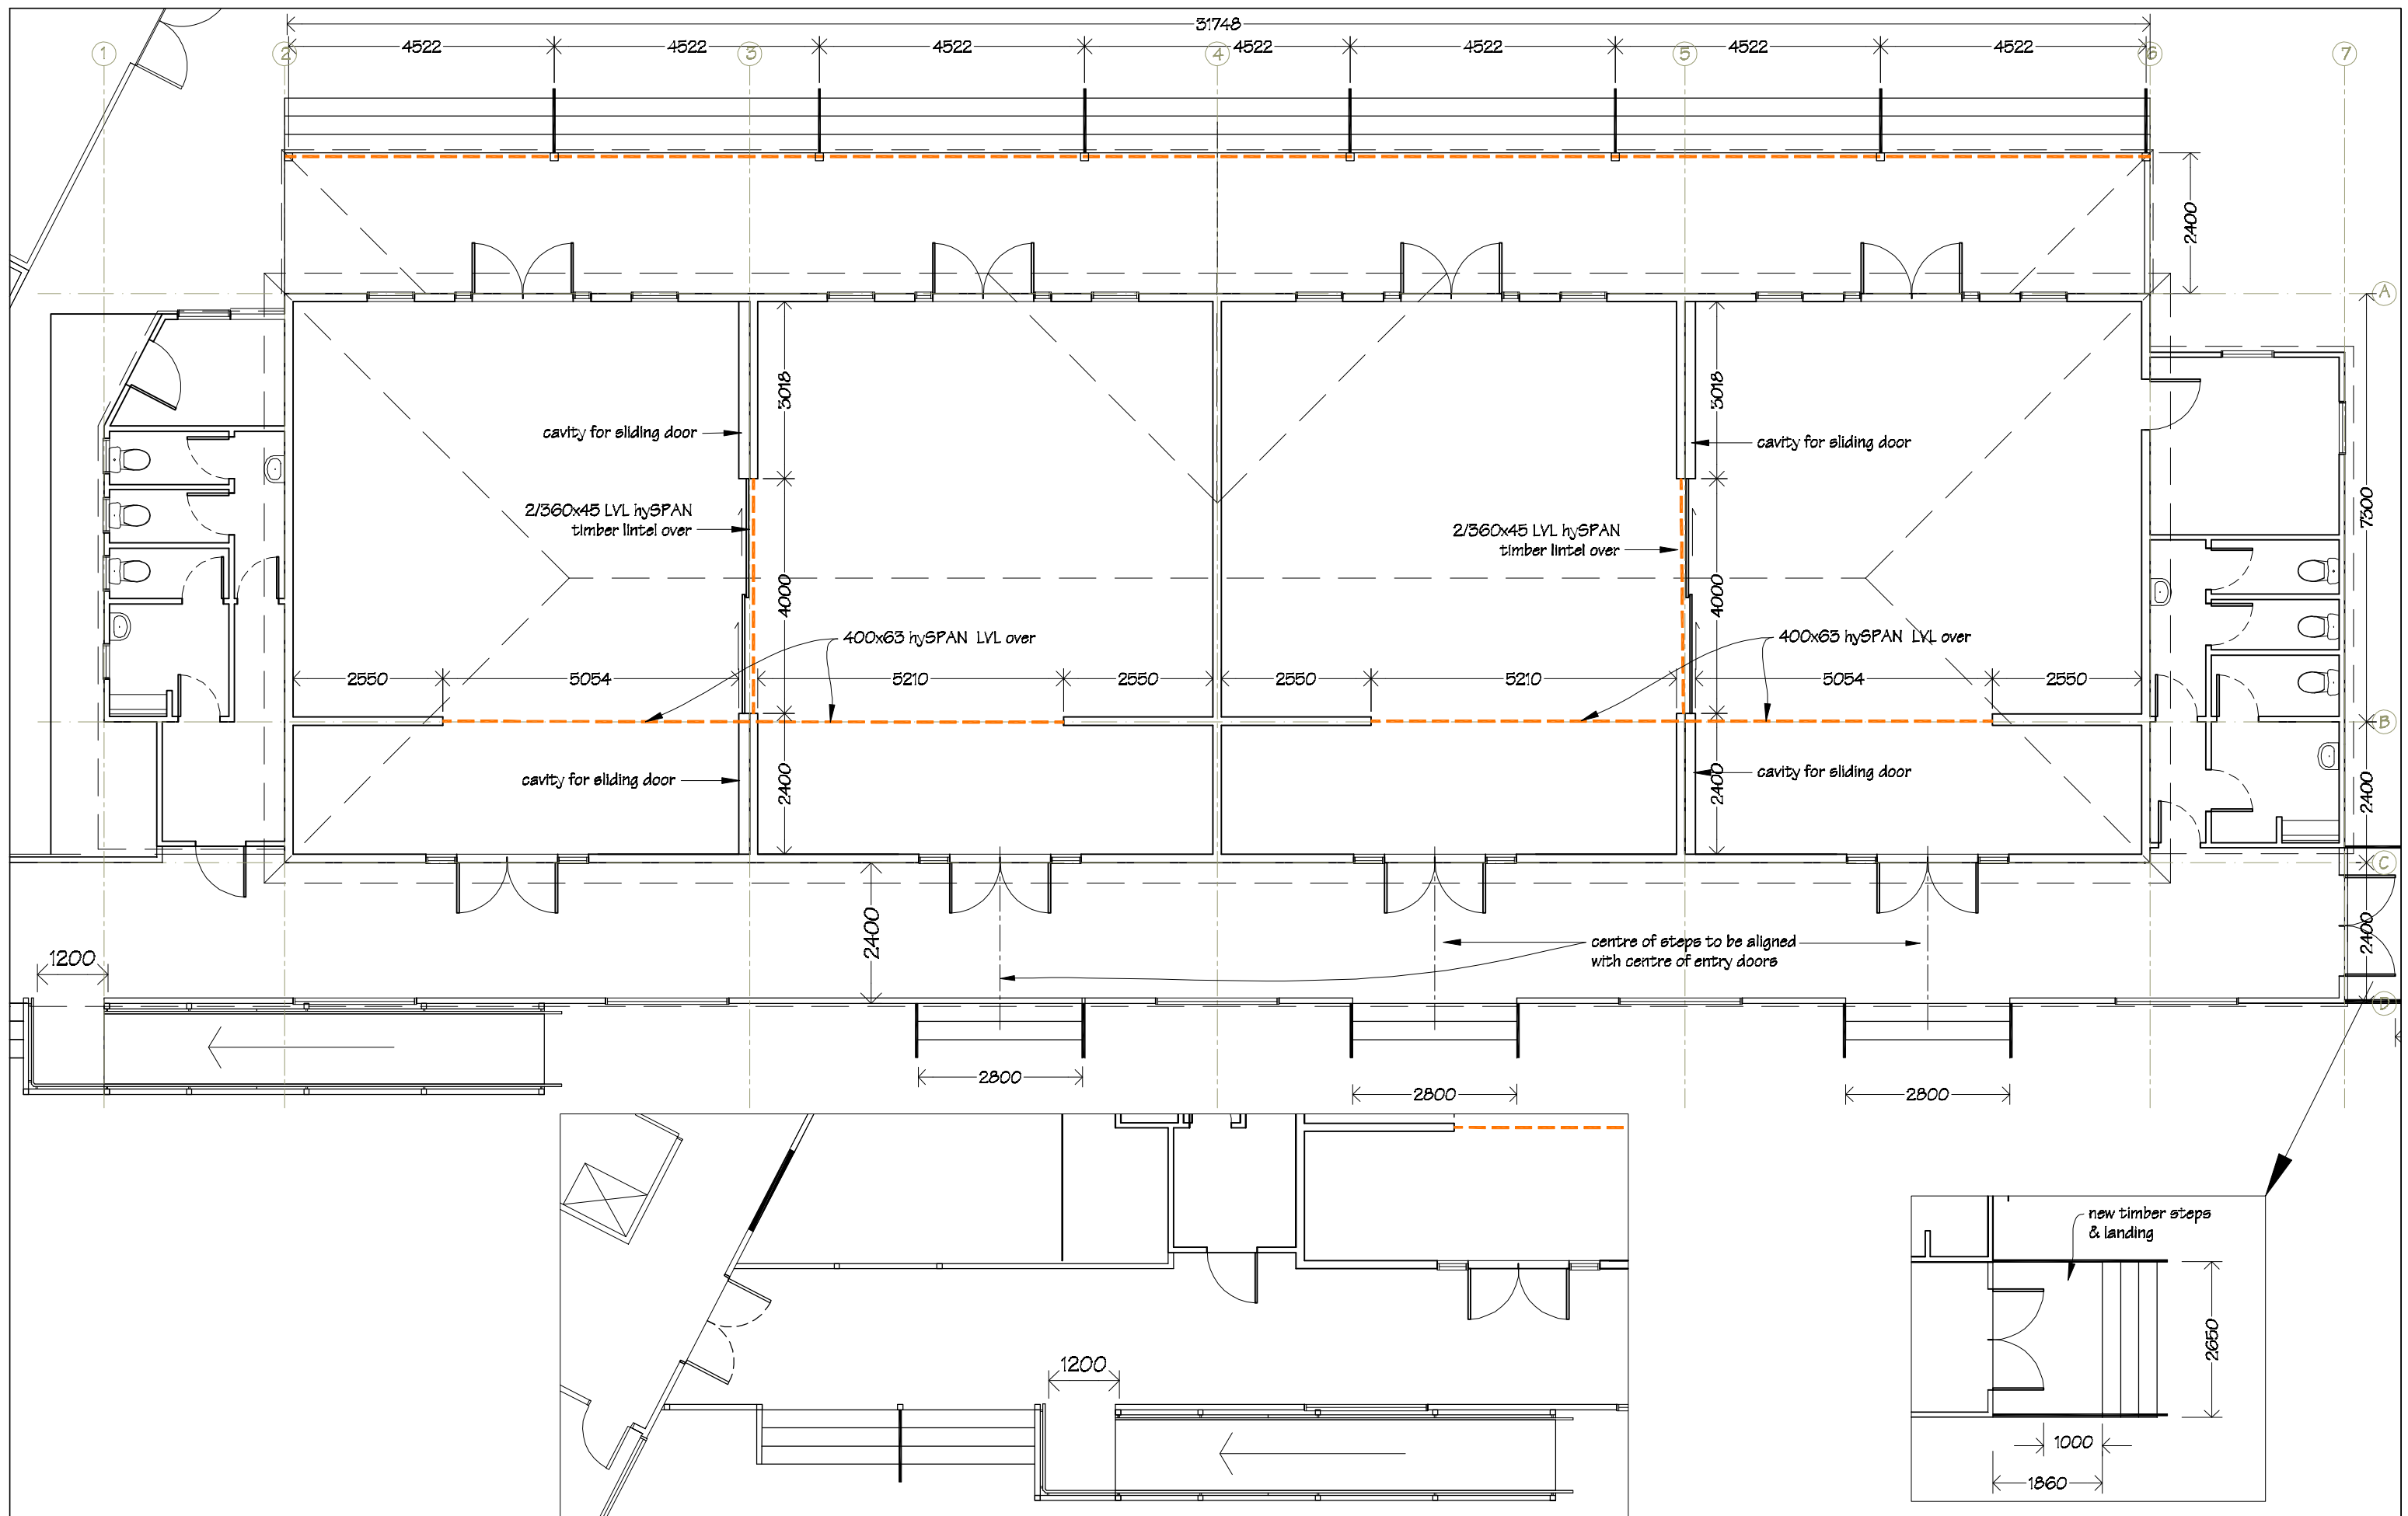 31748
4522 4522 4522 4522 4522 4522 4522
1 2 3 4 5 6 7
2400
A
3018 3018
cavity for sliding door
cavity for sliding door
2/360x45 LVL hySPAN
timber lintel over
2/360x45 LVL hySPAN
timber lintel over
7300
4000 4000
400x63 hySPAN LVL over
400x63 hySPAN LVL over
2550 5054 5210 2550 2550 5210 5054 2550
B
cavity for sliding door
cavity for sliding door
2400 2400 2400
C
2400 2400
centre of steps to be aligned
with centre of entry doors
1200
D
2800 2800 2800
new timber steps
& landing
2650
1200
1000
1860